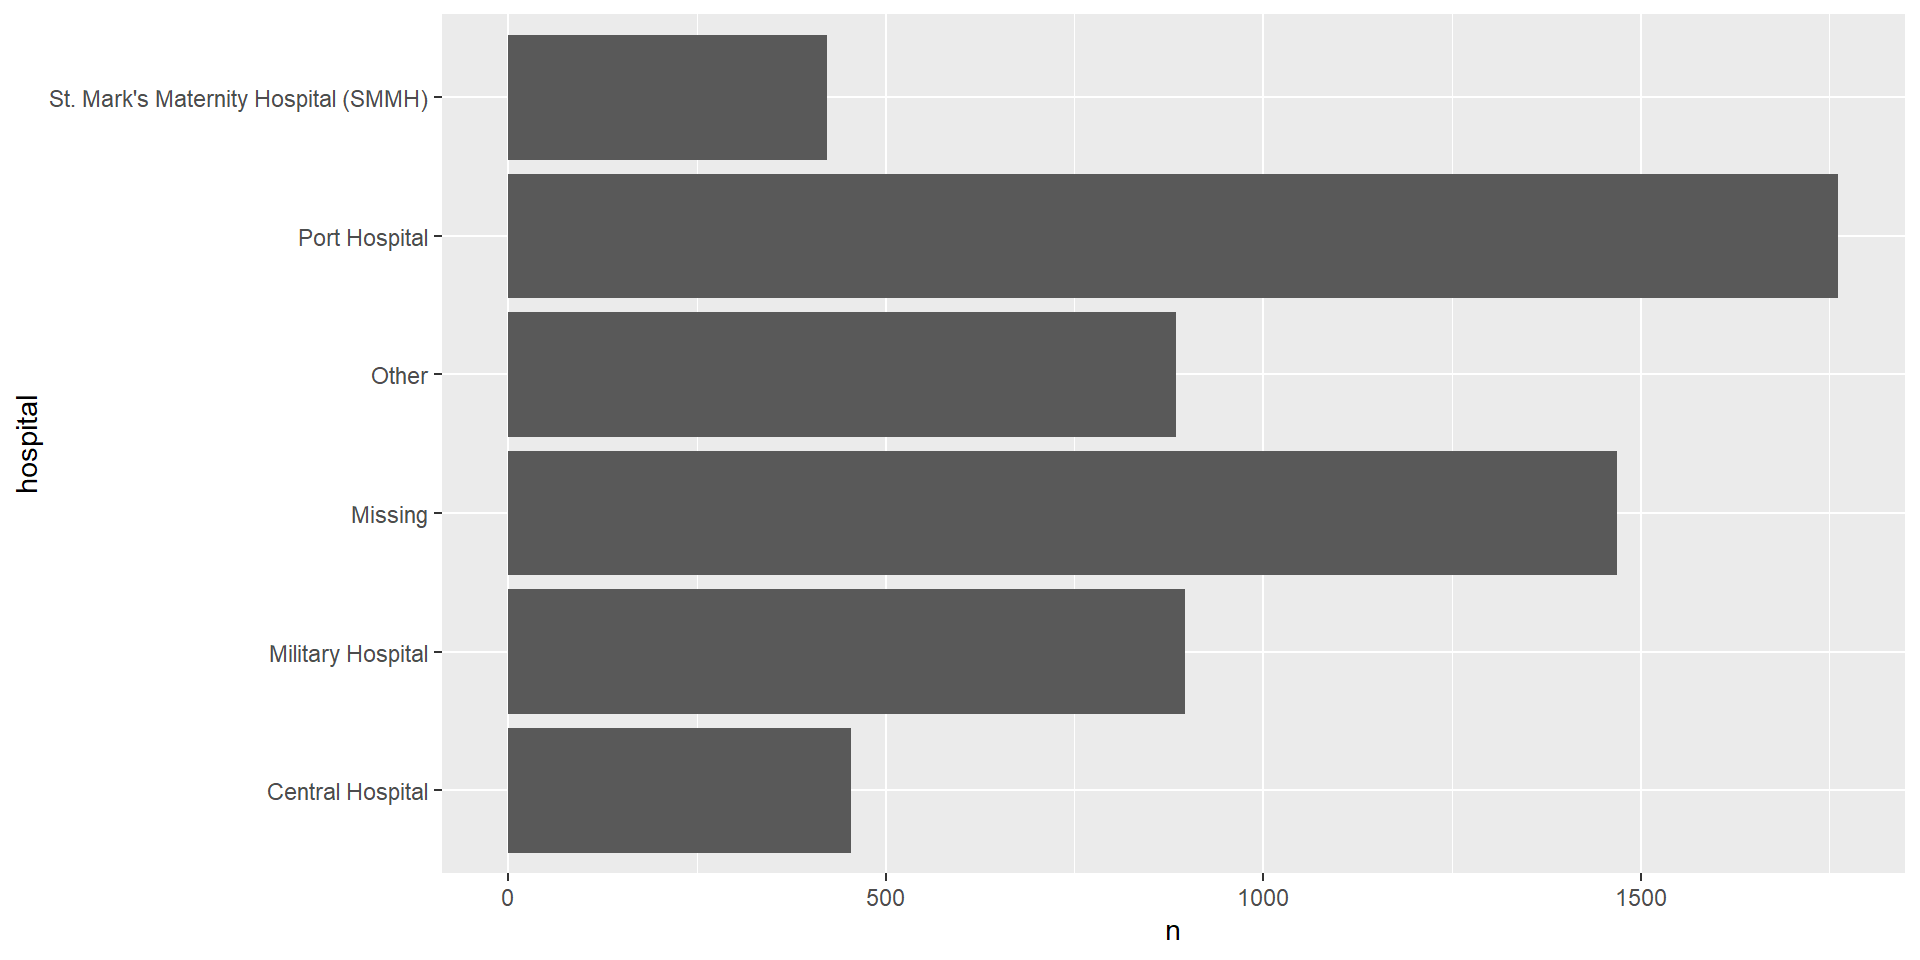 St. Mark's Maternity Hospital (SMMH)
Port Hospital
Other
Missing
Military Hospital
Central Hospital
hospital
0 500 1000 1500
n